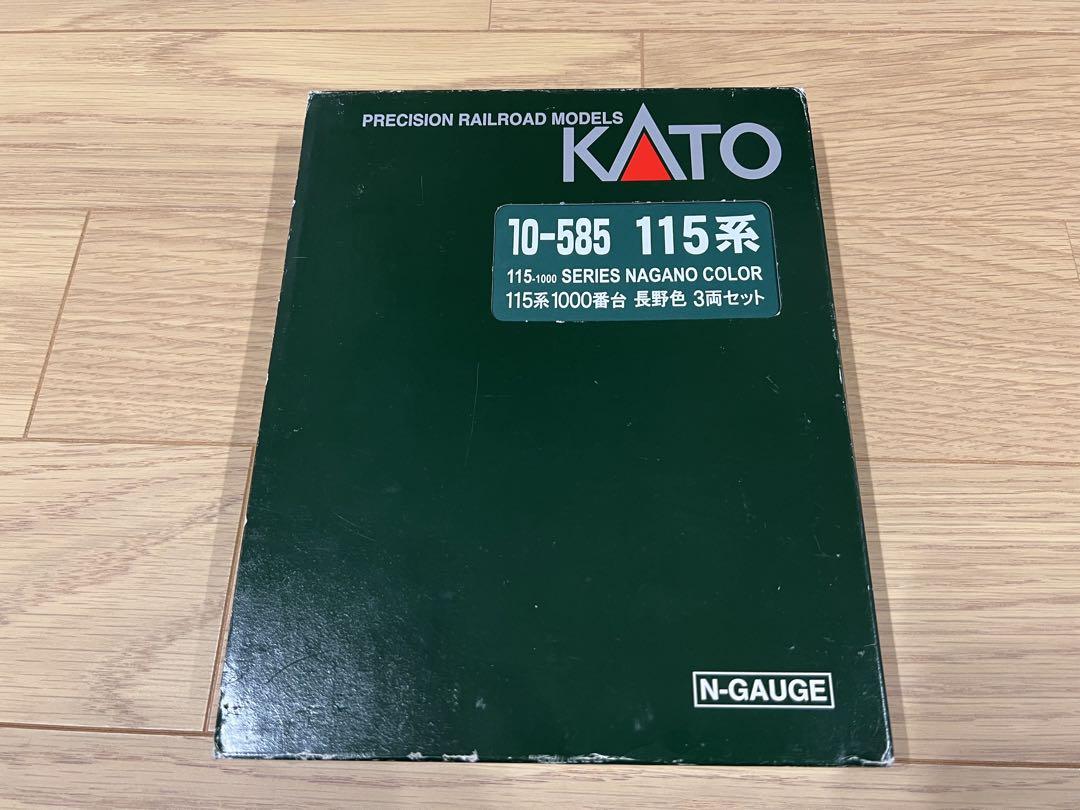 PRECISION RAILROAD MODELS
KATO
10-585 115系
115-1000 SERIES NAGANO COLOR
115系1000番台 長野色 3両セット
N-GAUGE